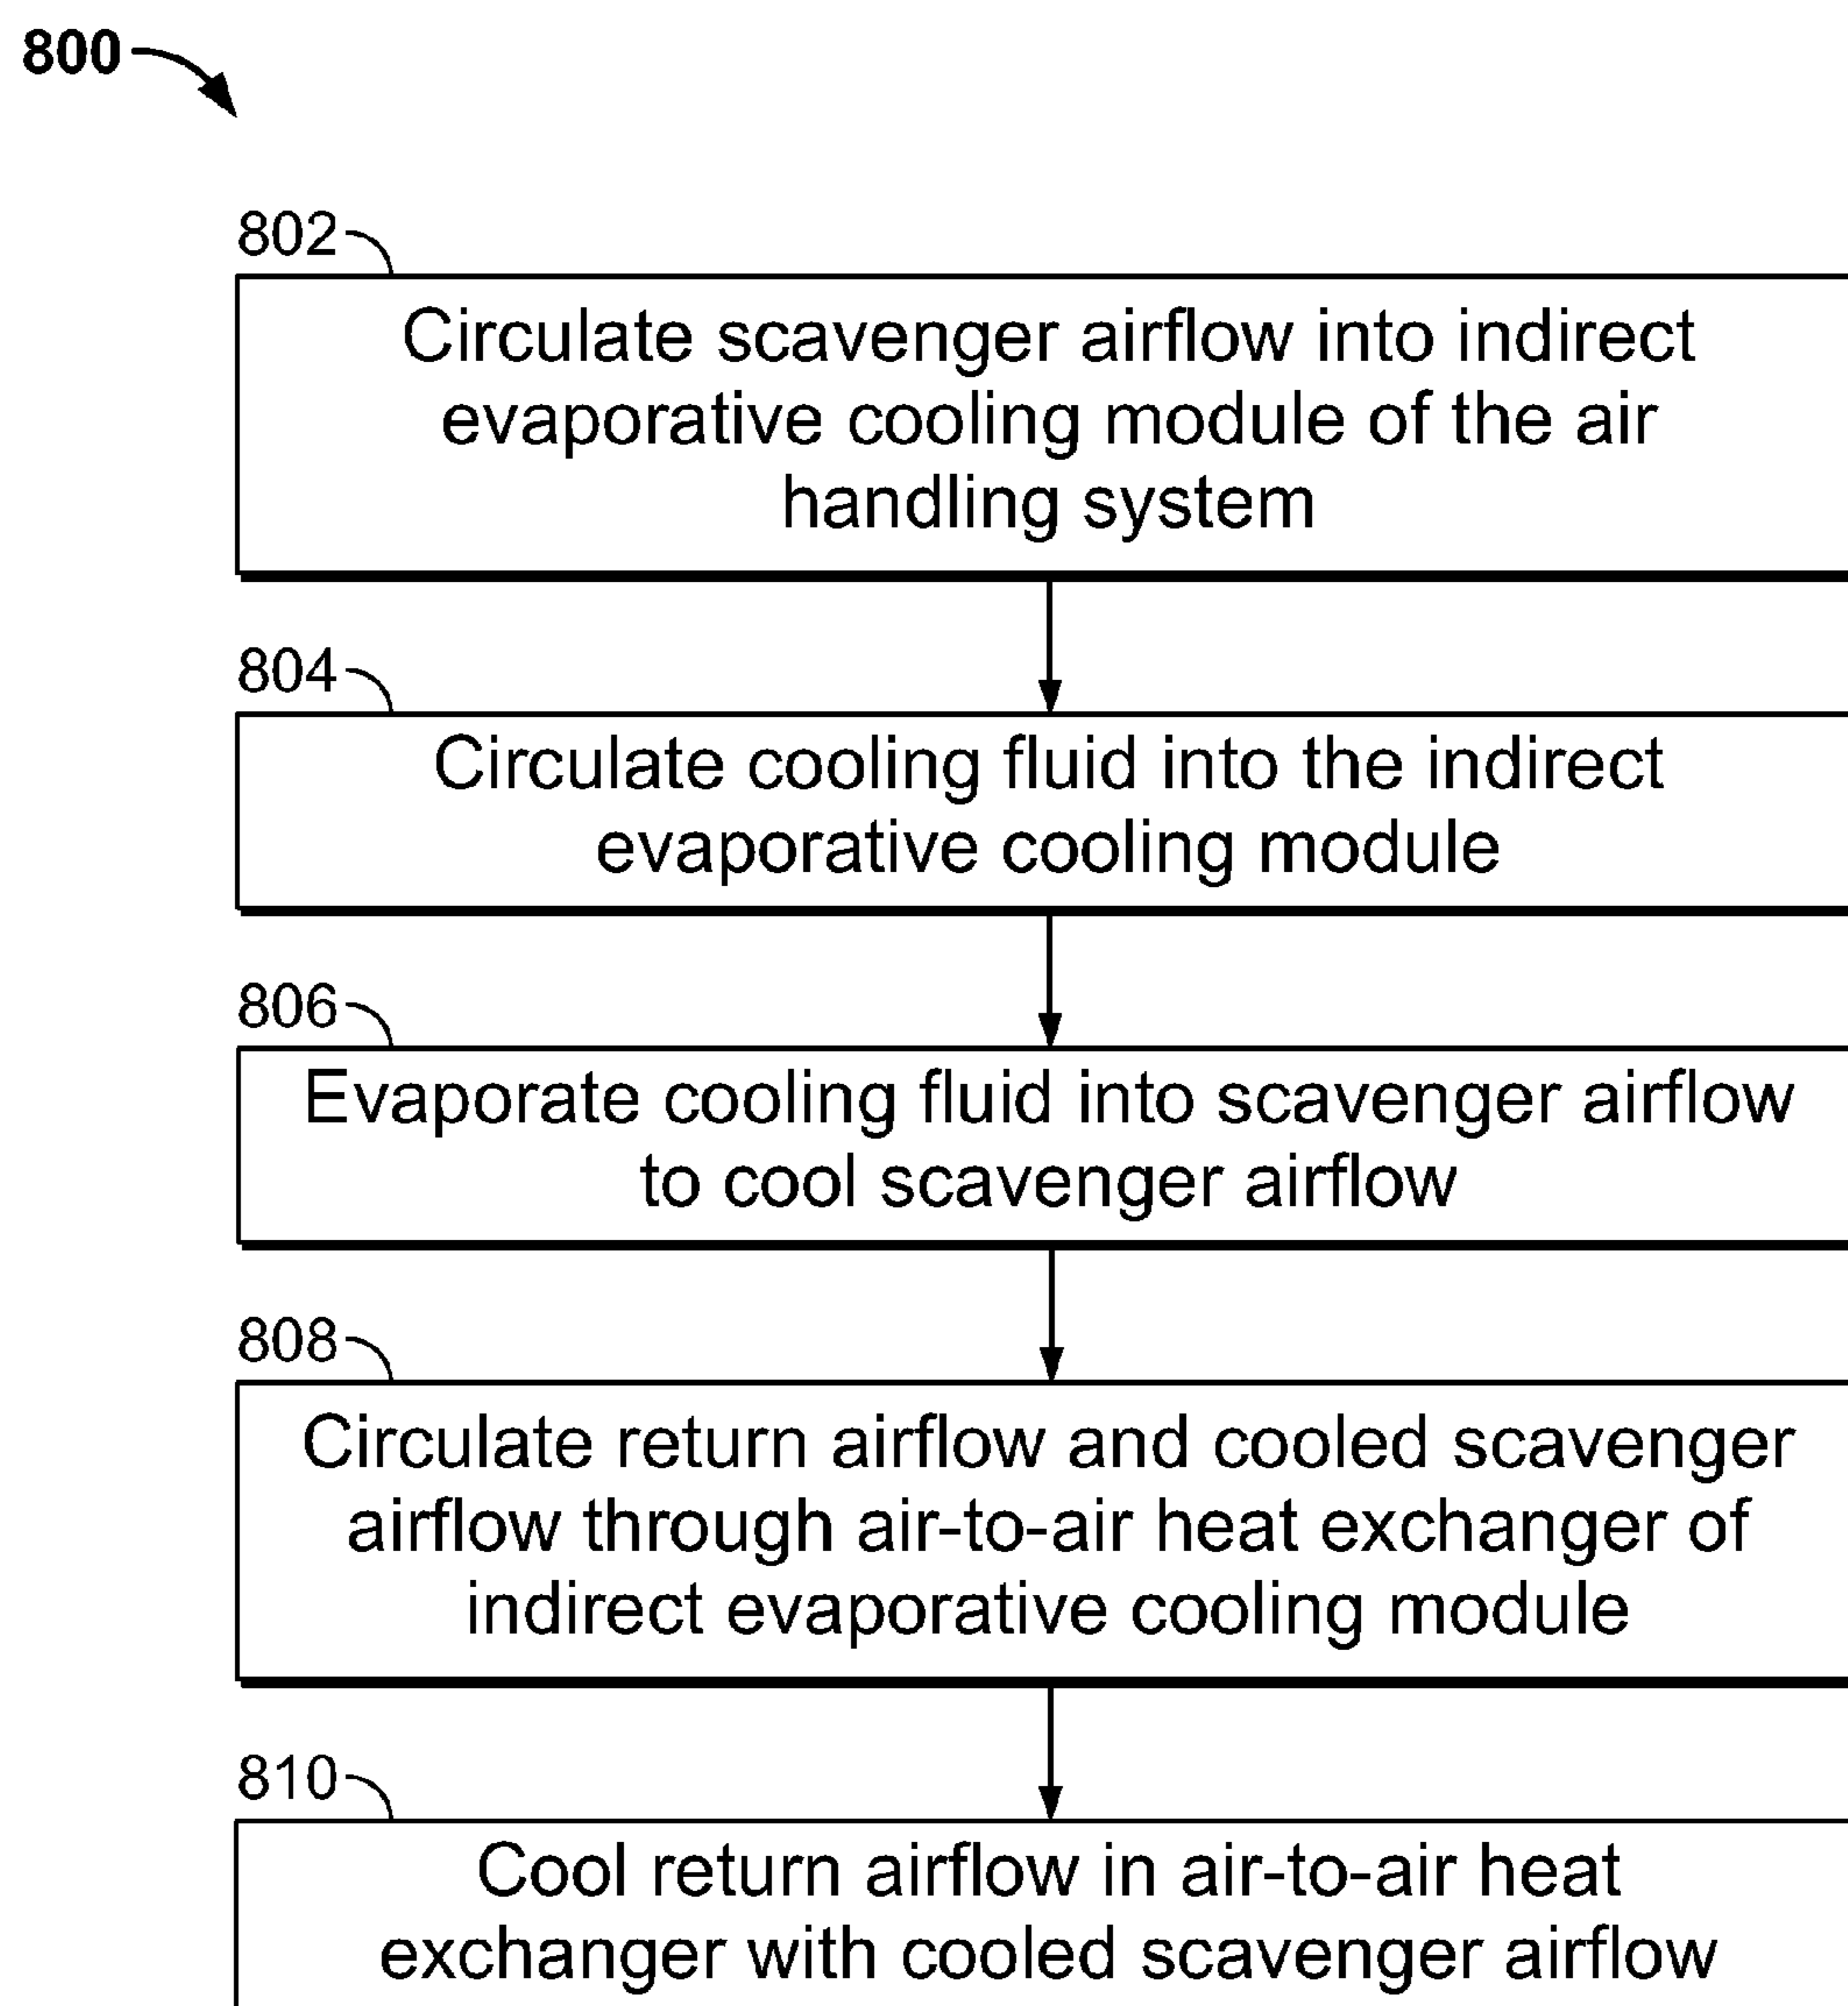 800
802
Circulate scavenger airflow into indirect
evaporative cooling module of the air
handling system
804
Circulate cooling fluid into the indirect
evaporative cooling module
806
Evaporate cooling fluid into scavenger airflow
to cool scavenger airflow
808
Circulate return airflow and cooled scavenger
airflow through air-to-air heat exchanger of
indirect evaporative cooling module
810
Cool return airflow in air-to-air heat
exchanger with cooled scavenger airflow